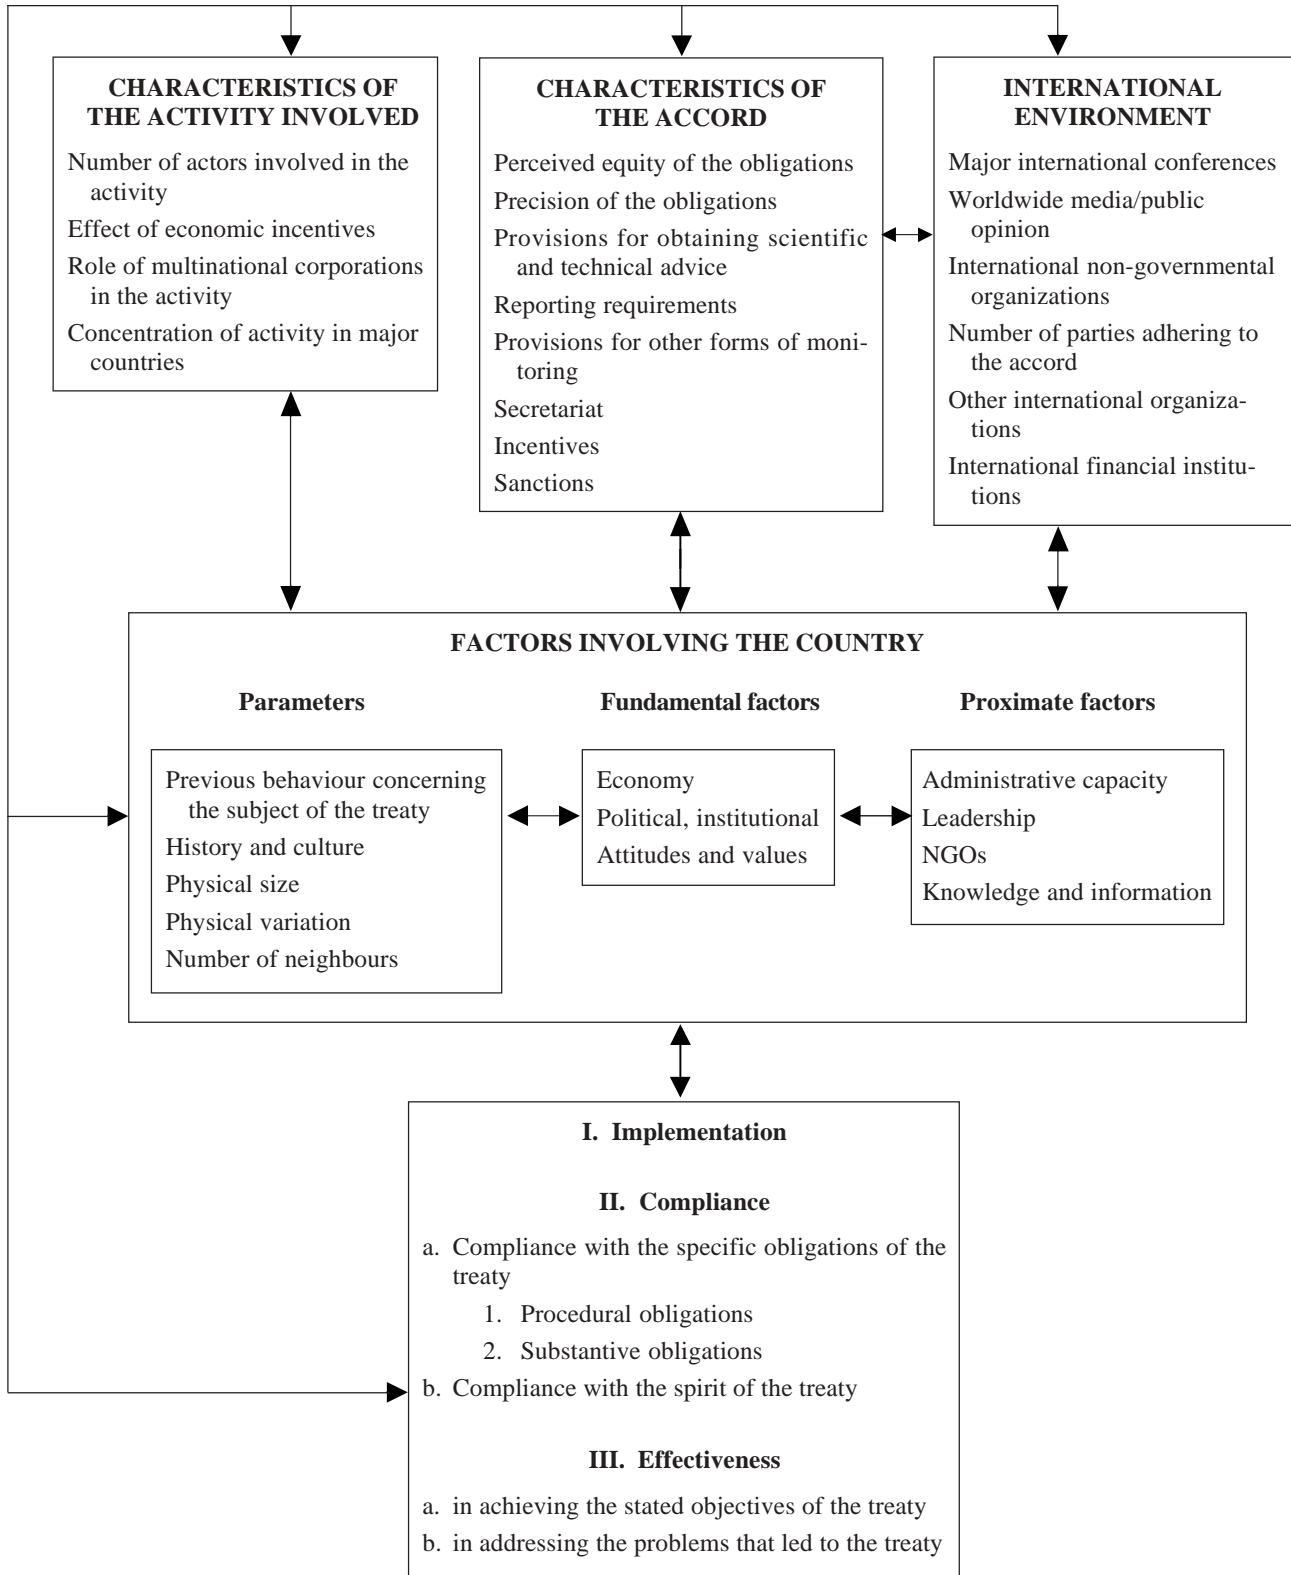 CHARACTERISTICS OF
THE ACTIVITY INVOLVED
Number of actors involved in the
activity
Effect of economic incentives
Role of multinational corporations
in the activity
Concentration of activity in major
countries
CHARACTERISTICS OF
THE ACCORD
Perceived equity of the obligations
Precision of the obligations
Provisions for obtaining scientific
and technical advice
Reporting requirements
Provisions for other forms of moni-
toring
Secretariat
Incentives
Sanctions
INTERNATIONAL
ENVIRONMENT
Major international conferences
Worldwide media/public
opinion
International non-governmental
organizations
Number of parties adhering to
the accord
Other international organiza-
tions
International financial institu-
tions
FACTORS INVOLVING THE COUNTRY
Parameters
Previous behaviour concerning
the subject of the treaty
History and culture
Physical size
Physical variation
Number of neighbours
Fundamental factors
Economy
Political, institutional
Attitudes and values
Proximate factors
Administrative capacity
Leadership
NGOs
Knowledge and information
I. Implementation
II. Compliance
a. Compliance with the specific obligations of the
treaty
1. Procedural obligations
2. Substantive obligations
b. Compliance with the spirit of the treaty
III. Effectiveness
a. in achieving the stated objectives of the treaty
b. in addressing the problems that led to the treaty